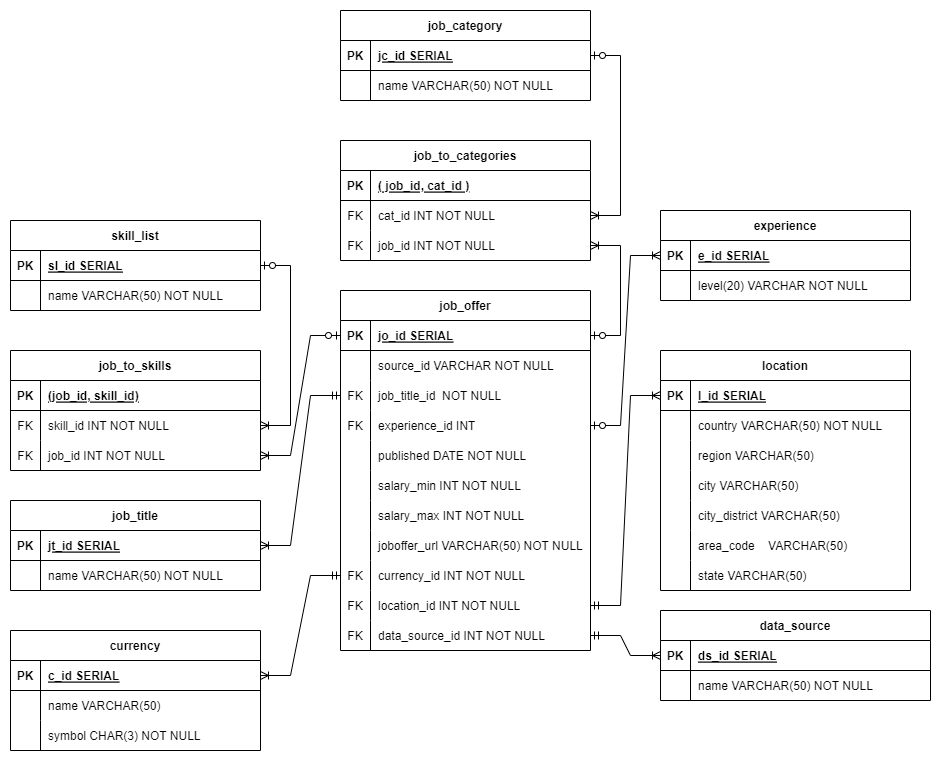 job_category
PK jc_id SERIAL
name VARCHAR(50) NOT NULL
job_to_categories
PK ( job_id, cat_id )
FK cat_id INT NOT NULL
FK job_id INT NOT NULL
skill_list
PK sl_id SERIAL
name VARCHAR(50) NOT NULL
experience
PK e_id SERIAL
level(20) VARCHAR NOT NULL
job_to_skills
PK (job_id, skill_id)
FK skill_id INT NOT NULL
FK job_id INT NOT NULL
job_offer
PK jo_id SERIAL
source_id VARCHAR NOT NULL
FK job_title_id NOT NULL
FK experience_id INT
published DATE NOT NULL
salary_min INT NOT NULL
salary_max INT NOT NULL
joboffer_url VARCHAR(50) NOT NULL
FK currency_id INT NOT NULL
FK location_id INT NOT NULL
FK data_source_id INT NOT NULL
location
PK l_id SERIAL
country VARCHAR(50) NOT NULL
region VARCHAR(50)
city VARCHAR(50)
city_district VARCHAR(50)
area_code VARCHAR(50)
state VARCHAR(50)
job_title
PK jt_id SERIAL
name VARCHAR(50) NOT NULL
currency
PK c_id SERIAL
name VARCHAR(50)
symbol CHAR(3) NOT NULL
data_source
PK ds_id SERIAL
name VARCHAR(50) NOT NULL